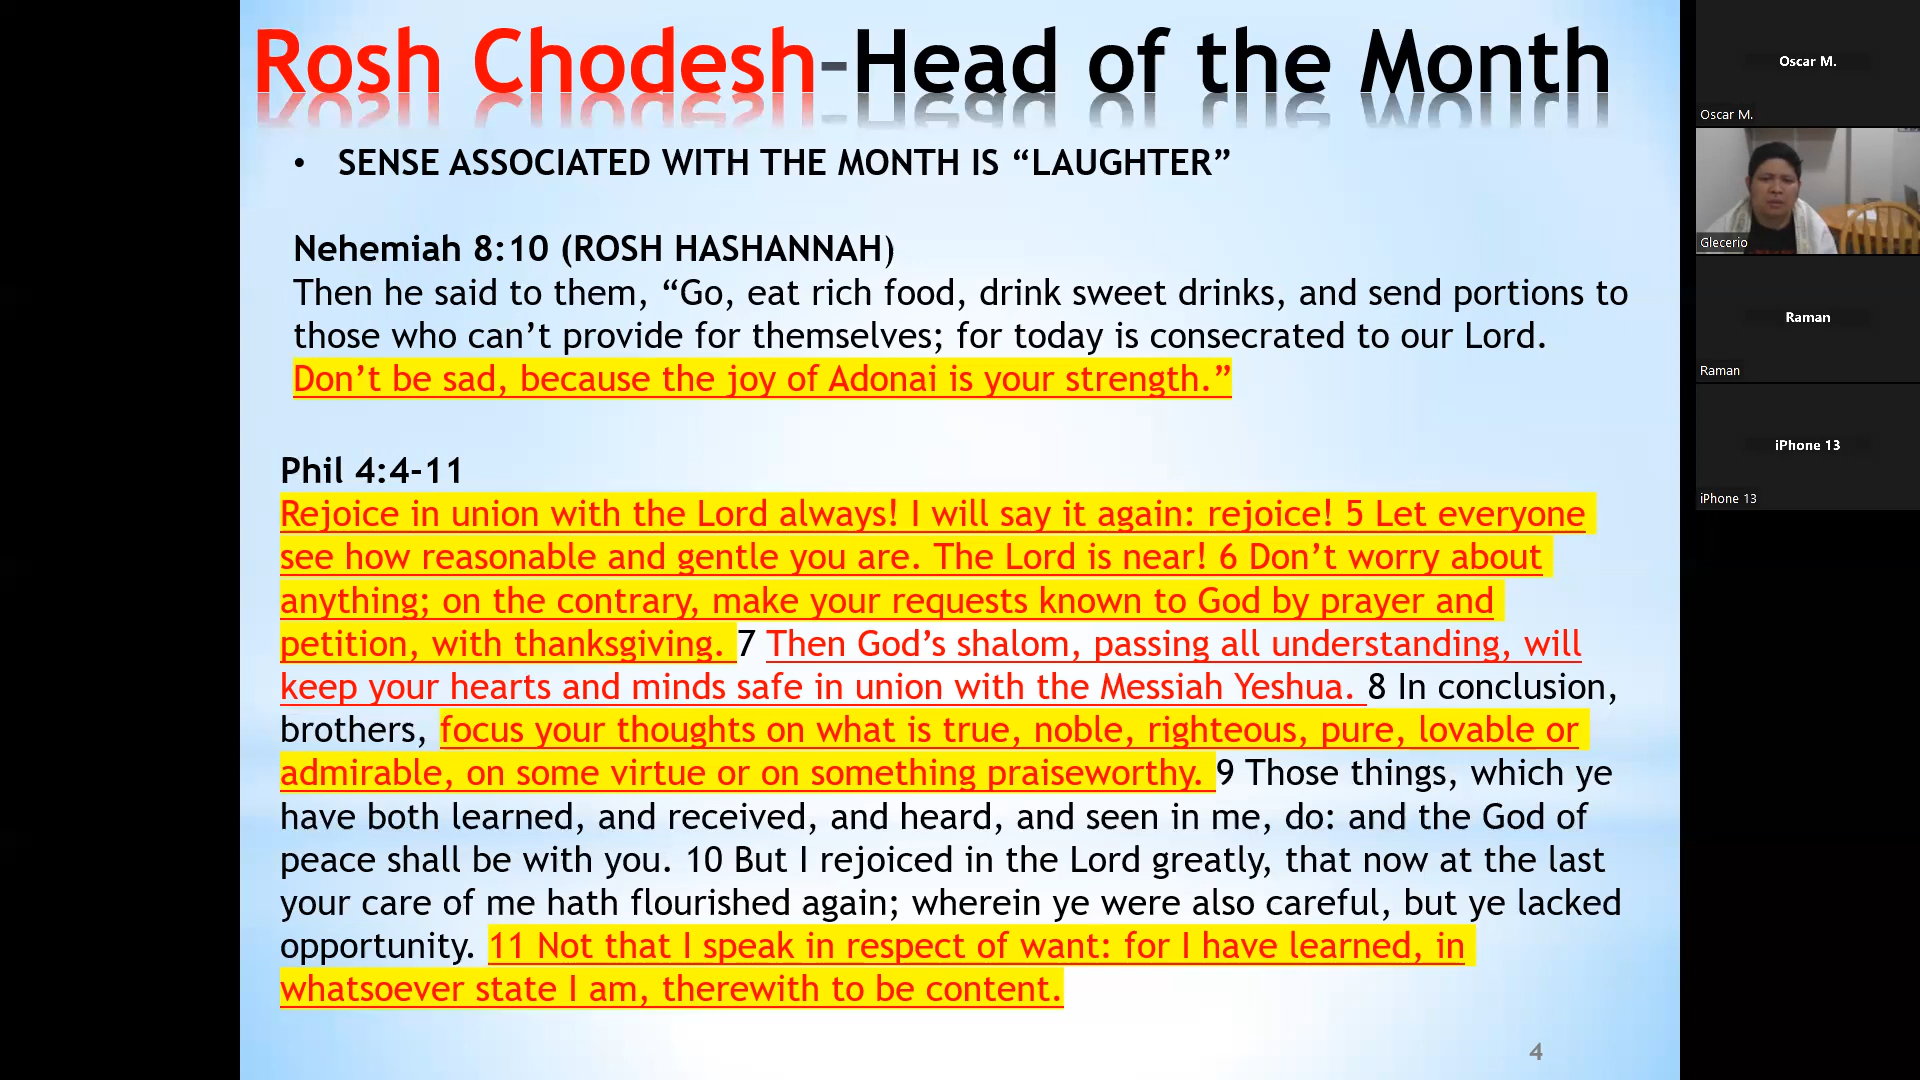 Rosh Chodesh-Head of the Month
• SENSE ASSOCIATED WITH THE MONTH IS “LAUGHTER”
Nehemiah 8:10 (ROSH HASHANNAH)
Then he said to them, “Go, eat rich food, drink sweet drinks, and send portions to
those who can’t provide for themselves; for today is consecrated to our Lord.
Don’t be sad, because the joy of Adonai is your strength.”
Phil 4:4-11
Rejoice in union with the Lord always! I will say it again: rejoice! 5 Let everyone
see how reasonable and gentle you are. The Lord is near! 6 Don’t worry about
anything; on the contrary, make your requests known to God by prayer and
petition, with thanksgiving. 7 Then God’s shalom, passing all understanding, will
keep your hearts and minds safe in union with the Messiah Yeshua. 8 In conclusion,
brothers, focus your thoughts on what is true, noble, righteous, pure, lovable or
admirable, on some virtue or on something praiseworthy. 9 Those things, which ye
have both learned, and received, and heard, and seen in me, do: and the God of
peace shall be with you. 10 But I rejoiced in the Lord greatly, that now at the last
your care of me hath flourished again; wherein ye were also careful, but ye lacked
opportunity. 11 Not that I speak in respect of want: for I have learned, in
whatsoever state I am, therewith to be content.
4
Oscar M.
Oscar M.
Glecerio
Raman
Raman
iPhone 13
iPhone 13